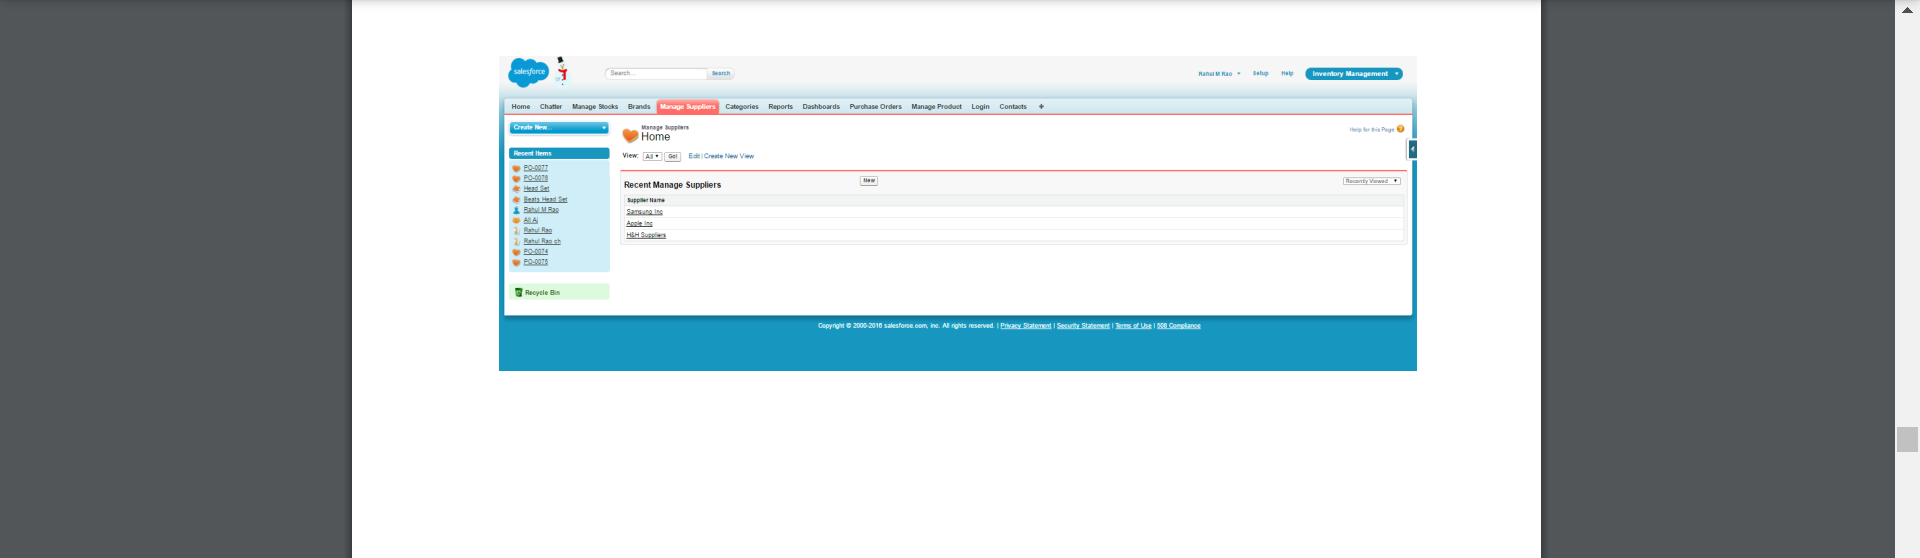 salesforce
Search...
Search
Rahul M Rao
Setup
Help
Inventory Management
Home Chatter Manage Stocks Brands Manage Suppliers Categories Reports Dashboards Purchase Orders Manage Product Login Contacts +
Create New...
Recent Items
PO-0077
PO-0078
Head Set
Beats Head Set
Rahul M Rao
Ali Aj
Rahul Rao
Rahul Rao ch
PO-0074
PO-0075
Recycle Bin
Manage Suppliers
Home
Help for this Page
View: All Go! Edit | Create New View
Recent Manage Suppliers
New
Recently Viewed
Supplier Name
Samsung Inc
Apple Inc
H&H Suppliers
Copyright © 2000-2016 salesforce.com, inc. All rights reserved. | Privacy Statement | Security Statement | Terms of Use | 508 Compliance